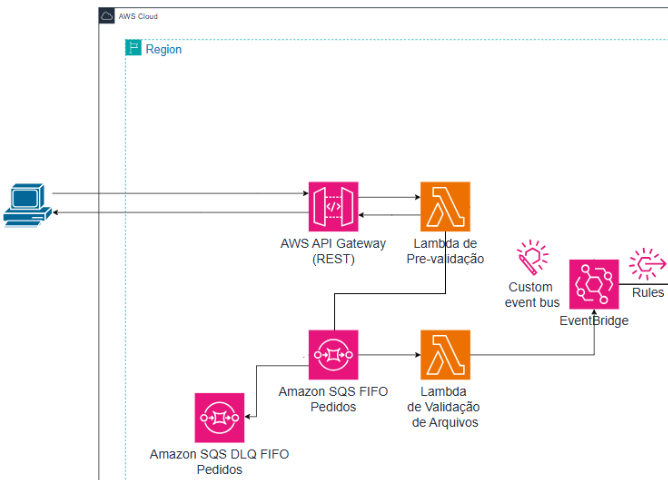 AWS Cloud
Region
AWS API Gateway
(REST)
Lambda de
Pre-validação
Custom
event bus
EventBridge
Rules
Amazon SQS FIFO
Pedidos
Lambda
de Validação
de Arquivos
Amazon SQS DLQ FIFO
Pedidos